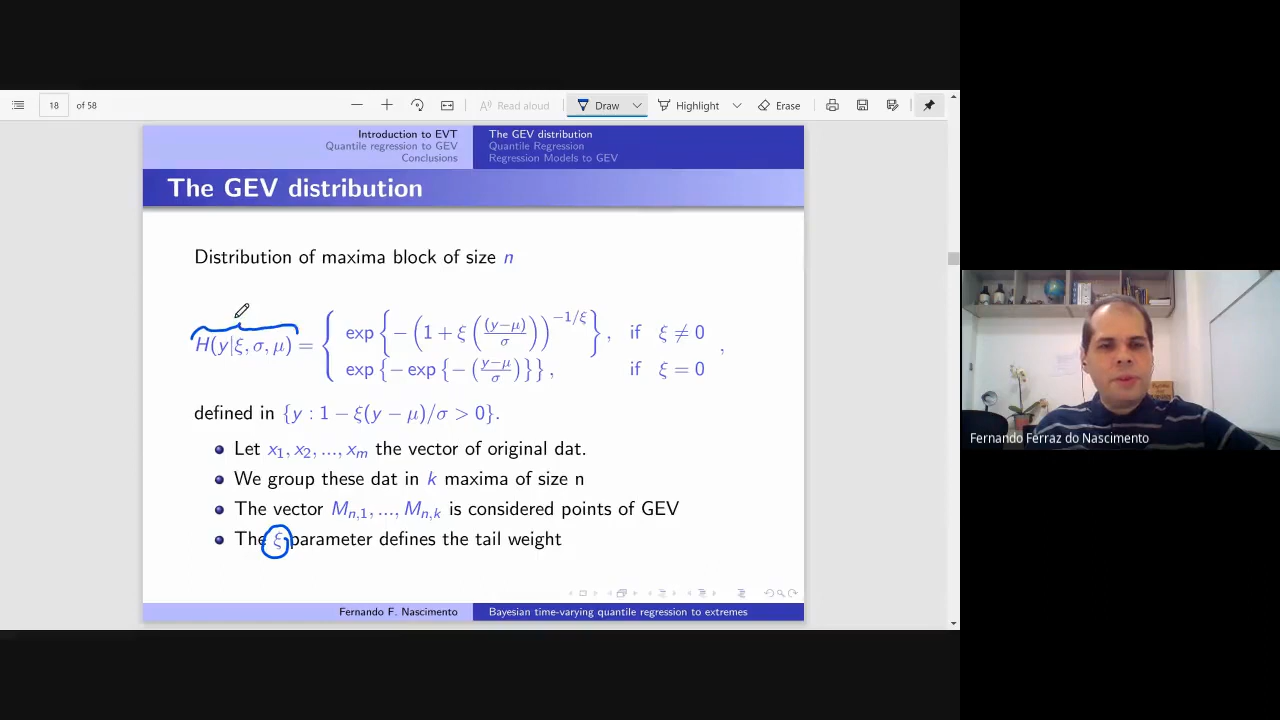 18 of 58 Read aloud Draw Highlight Erase
Introduction to EVT
Quantile regression to GEV
Conclusions
The GEV distribution
Quantile Regression
Regression Models to GEV
The GEV distribution
Distribution of maxima block of size n
H(y|ξ, σ, μ) = { exp { − ( 1 + ξ ( (y−μ)/σ ) )^{−1/ξ} } , if ξ ≠ 0
exp { − exp { − ( y−μ/σ ) } } , if ξ = 0 ,
defined in {y : 1 − ξ(y − μ)/σ > 0}.
Let x₁, x₂, ..., xₘ the vector of original dat.
We group these dat in k maxima of size n
The vector Mₙ,₁, ..., Mₙ,ₖ is considered points of GEV
The ξ parameter defines the tail weight
Fernando F. Nascimento Bayesian time-varying quantile regression to extremes
Fernando Ferraz do Nascimento